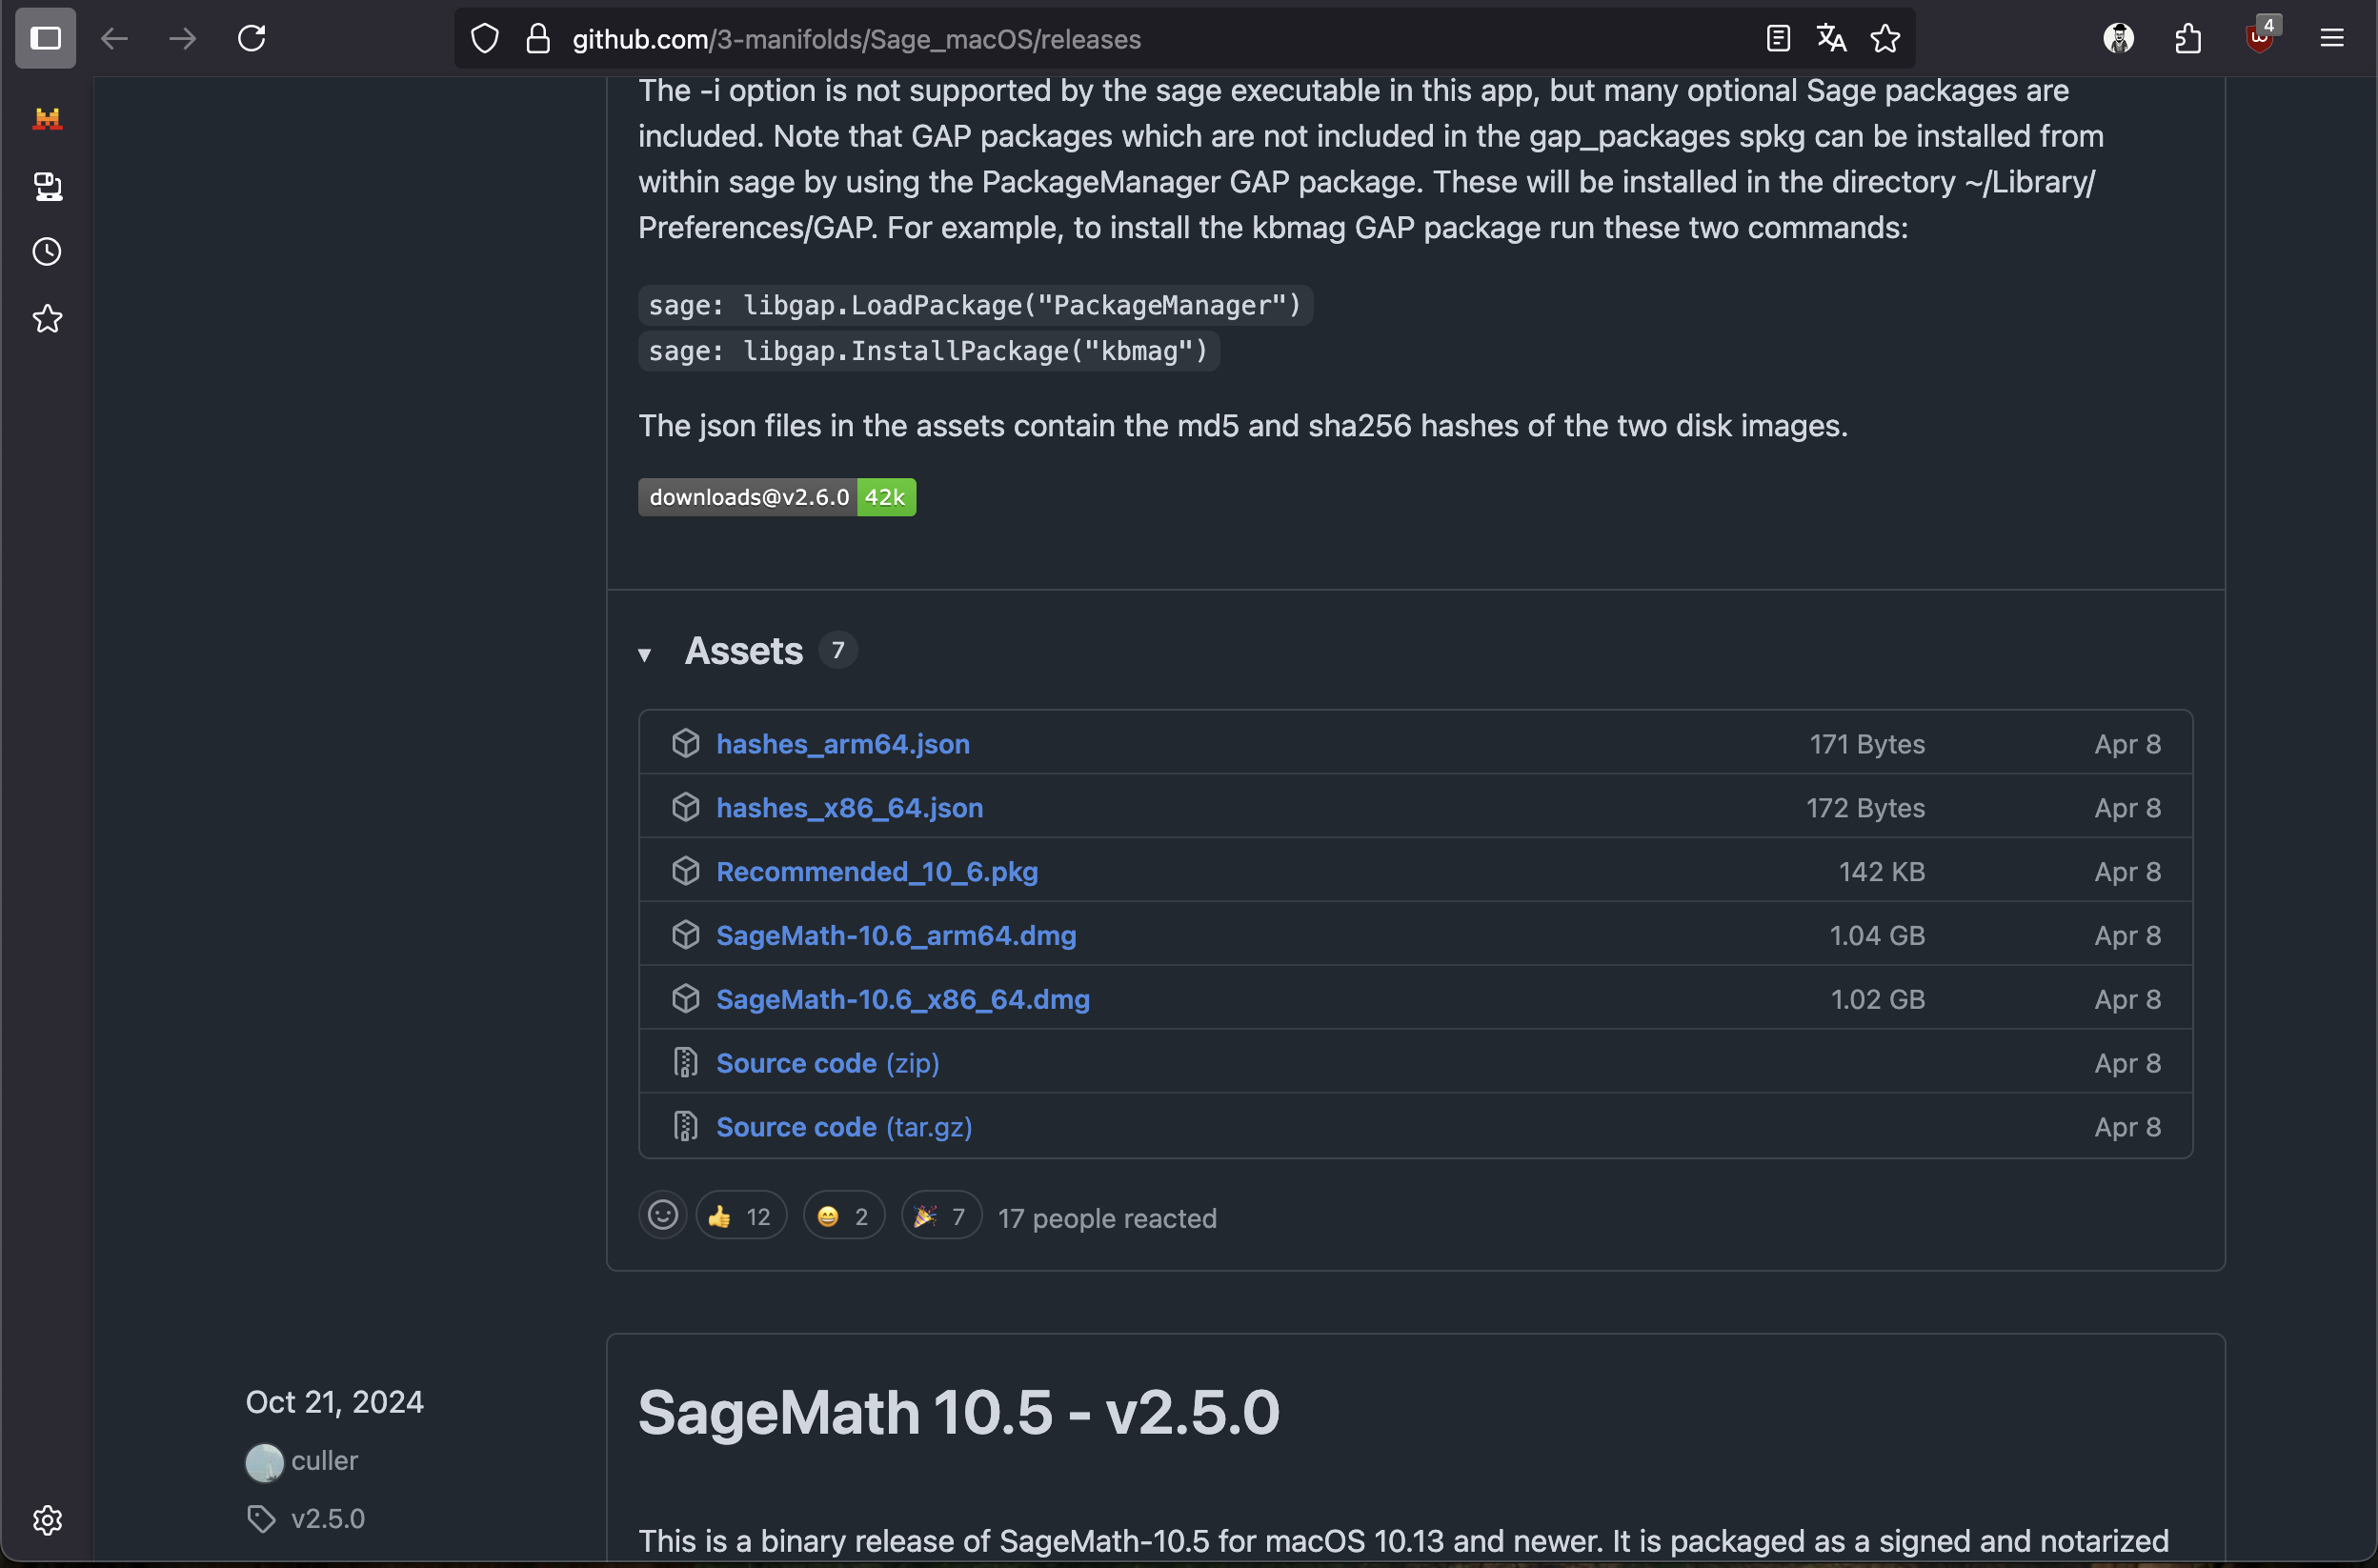 github.com/3-manifolds/Sage_macOS/releases
4
The -i option is not supported by the sage executable in this app, but many optional Sage packages are
included. Note that GAP packages which are not included in the gap_packages spkg can be installed from
within sage by using the PackageManager GAP package. These will be installed in the directory ~/Library/
Preferences/GAP. For example, to install the kbmag GAP package run these two commands:
sage: libgap.LoadPackage("PackageManager")
sage: libgap.InstallPackage("kbmag")
The json files in the assets contain the md5 and sha256 hashes of the two disk images.
downloads@v2.6.0 42k
Assets 7
hashes_arm64.json 171 Bytes Apr 8
hashes_x86_64.json 172 Bytes Apr 8
Recommended_10_6.pkg 142 KB Apr 8
SageMath-10.6_arm64.dmg 1.04 GB Apr 8
SageMath-10.6_x86_64.dmg 1.02 GB Apr 8
Source code (zip) Apr 8
Source code (tar.gz) Apr 8
12 2 7 17 people reacted
Oct 21, 2024
culler
v2.5.0
SageMath 10.5 - v2.5.0
This is a binary release of SageMath-10.5 for macOS 10.13 and newer. It is packaged as a signed and notarized